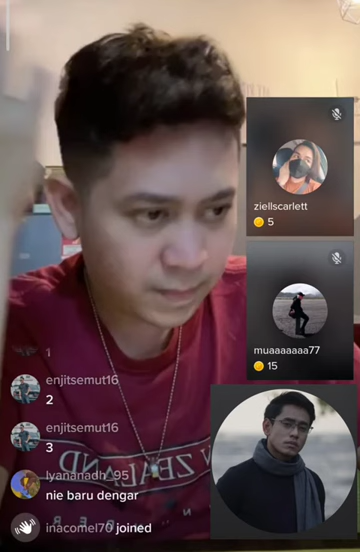 ziellscarlett
5
muaaaaaaa77
15
1
enjitsemut16
2
enjitsemut16
3
lyananadh_95
nie baru dengar
inacomel70 joined